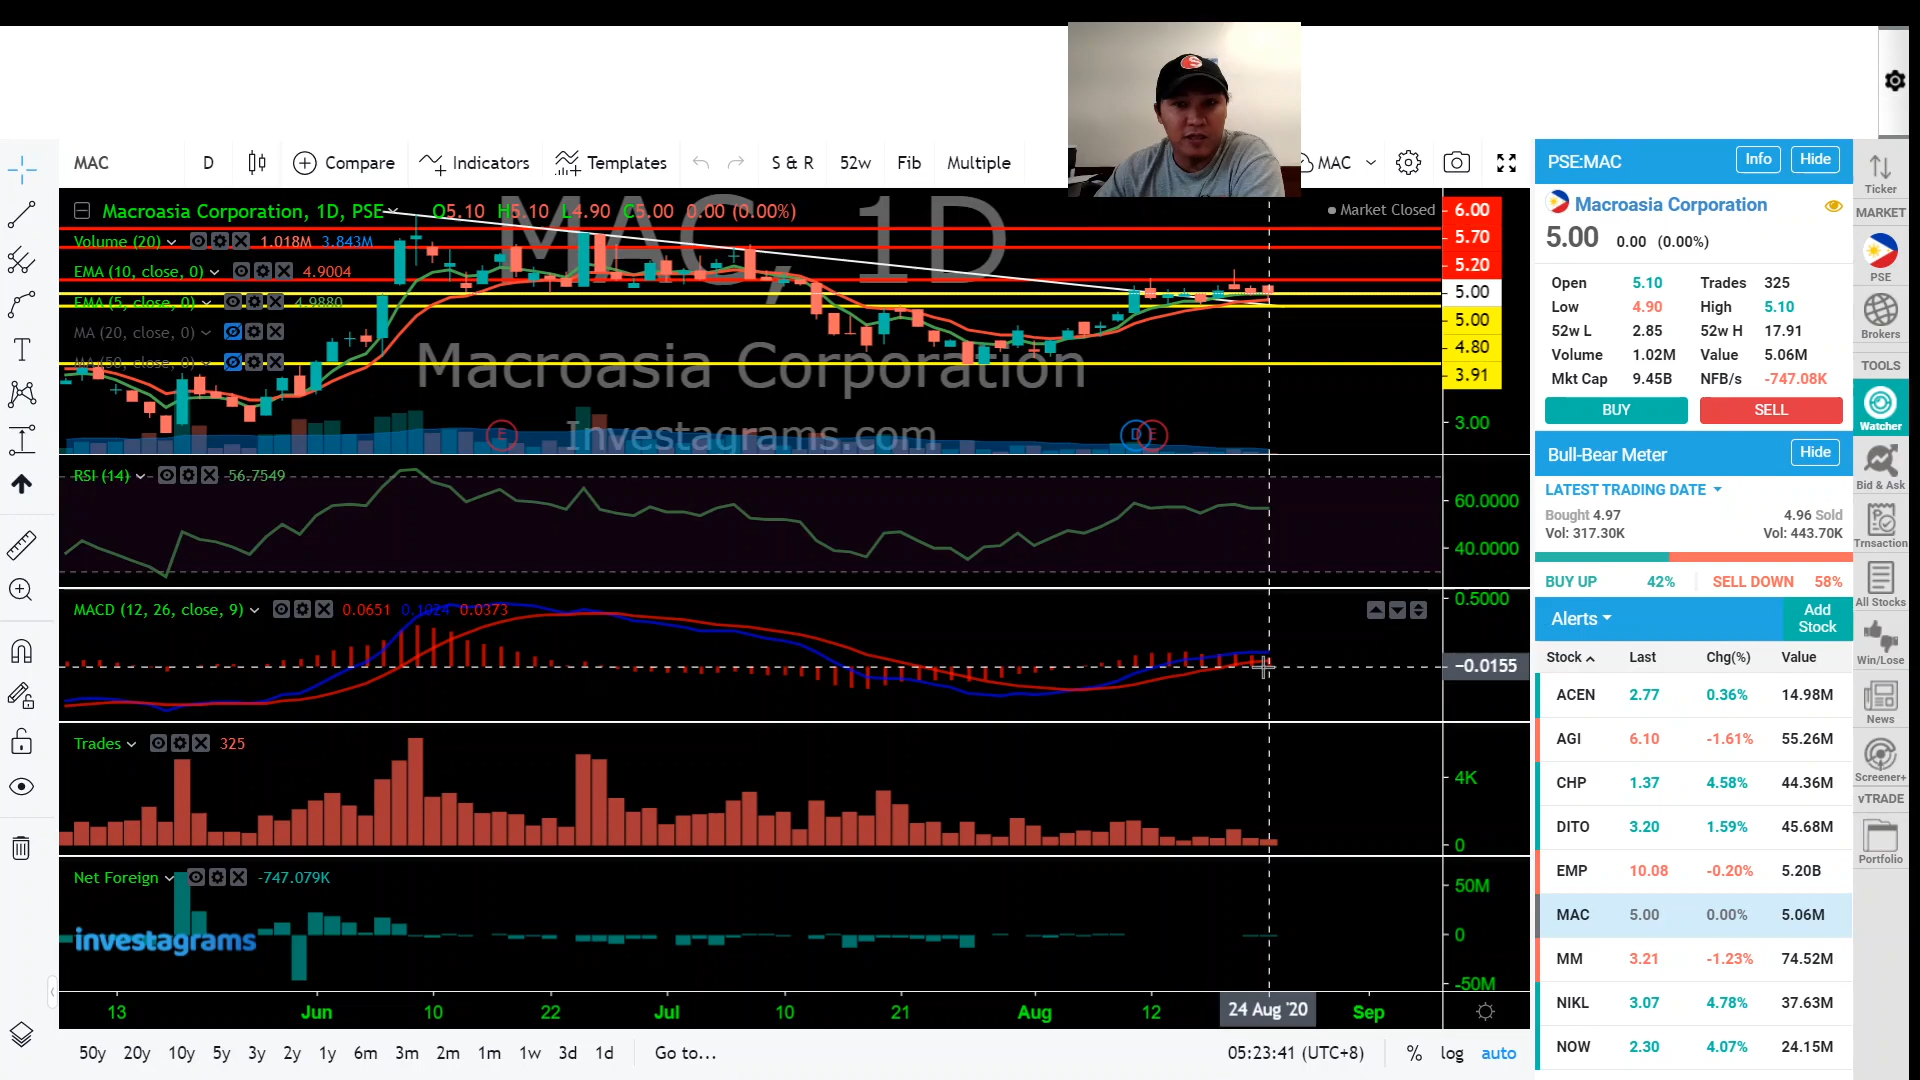 MAC
D
Compare
Indicators
Templates
S & R
52w
Fib
Multiple
MAC
Macroasia Corporation, 1D, PSE
O5.10 H5.10 L4.90 C5.00 0.00 (0.00%)
Market Closed
MAC, 1D
Macroasia Corporation
Investagrams.com
Volume (20)
1.018M 3.843M
EMA (10, close, 0)
4.9004
EMA (5, close, 0)
4.9880
MA (20, close, 0)
MA (50, close, 0)
6.00
5.70
5.20
5.00
5.00
4.80
3.91
3.00
E
D
E
RSI (14)
56.7549
60.0000
40.0000
MACD (12, 26, close, 9)
0.0651 0.1024 0.0373
0.5000
−0.0155
Trades
325
4K
0
Net Foreign
-747.079K
50M
0
-50M
investagrams
13
Jun
10
22
Jul
10
21
Aug
12
24 Aug '20
Sep
50y 20y 10y 5y 3y 2y 1y 6m 3m 2m 1m 1w 3d 1d
Go to...
05:23:41 (UTC+8)
%
log
auto
PSE:MAC
Info
Hide
Macroasia Corporation
5.00 0.00 (0.00%)
Open 5.10 Trades 325
Low 4.90 High 5.10
52w L 2.85 52w H 17.91
Volume 1.02M Value 5.06M
Mkt Cap 9.45B NFB/s -747.08K
BUY
SELL
Bull-Bear Meter
Hide
LATEST TRADING DATE
Bought 4.97 4.96 Sold
Vol: 317.30K Vol: 443.70K
BUY UP 42% SELL DOWN 58%
Alerts
Add
Stock
Stock Last Chg(%) Value
ACEN 2.77 0.36% 14.98M
AGI 6.10 -1.61% 55.26M
CHP 1.37 4.58% 44.36M
DITO 3.20 1.59% 45.68M
EMP 10.08 -0.20% 5.20B
MAC 5.00 0.00% 5.06M
MM 3.21 -1.23% 74.52M
NIKL 3.07 4.78% 37.63M
NOW 2.30 4.07% 24.15M
Ticker
MARKET
PSE
Brokers
TOOLS
Watcher
Bid & Ask
Trnsaction
All Stocks
Win/Lose
News
Screener+
vTRADE
Portfolio